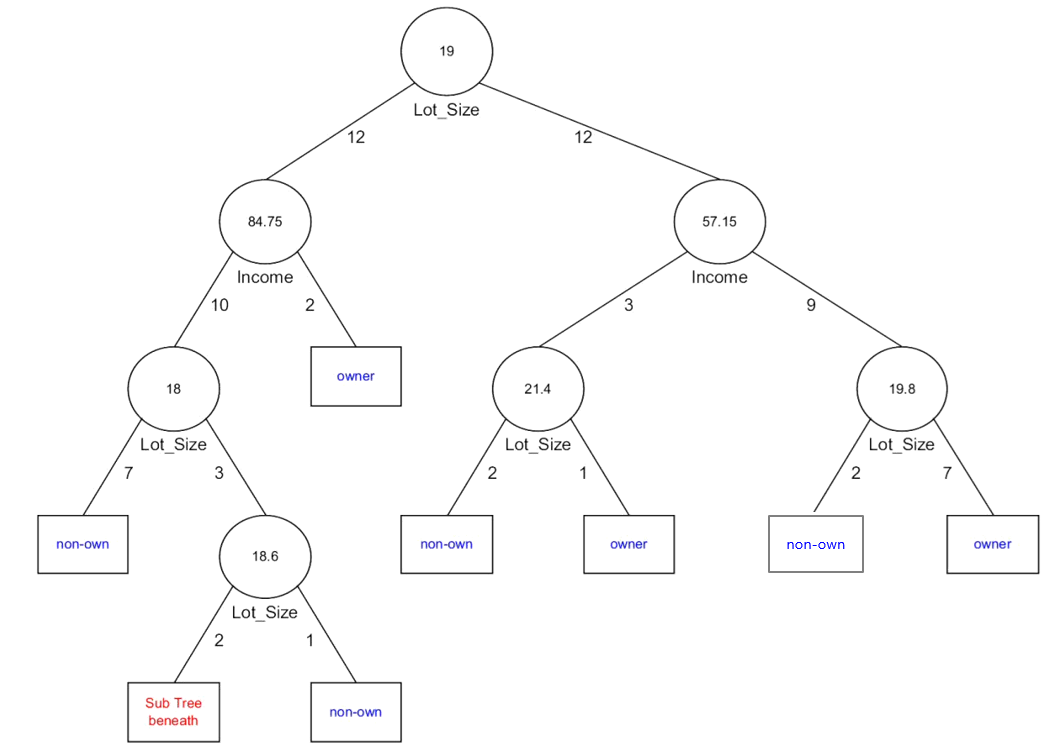 19
Lot_Size
12
12
84.75
57.15
Income
Income
10
2
3
9
owner
18
21.4
19.8
Lot_Size
Lot_Size
Lot_Size
7
3
2
1
2
7
non-own
18.6
non-own
owner
non-own
owner
Lot_Size
2
1
Sub Tree
beneath
non-own